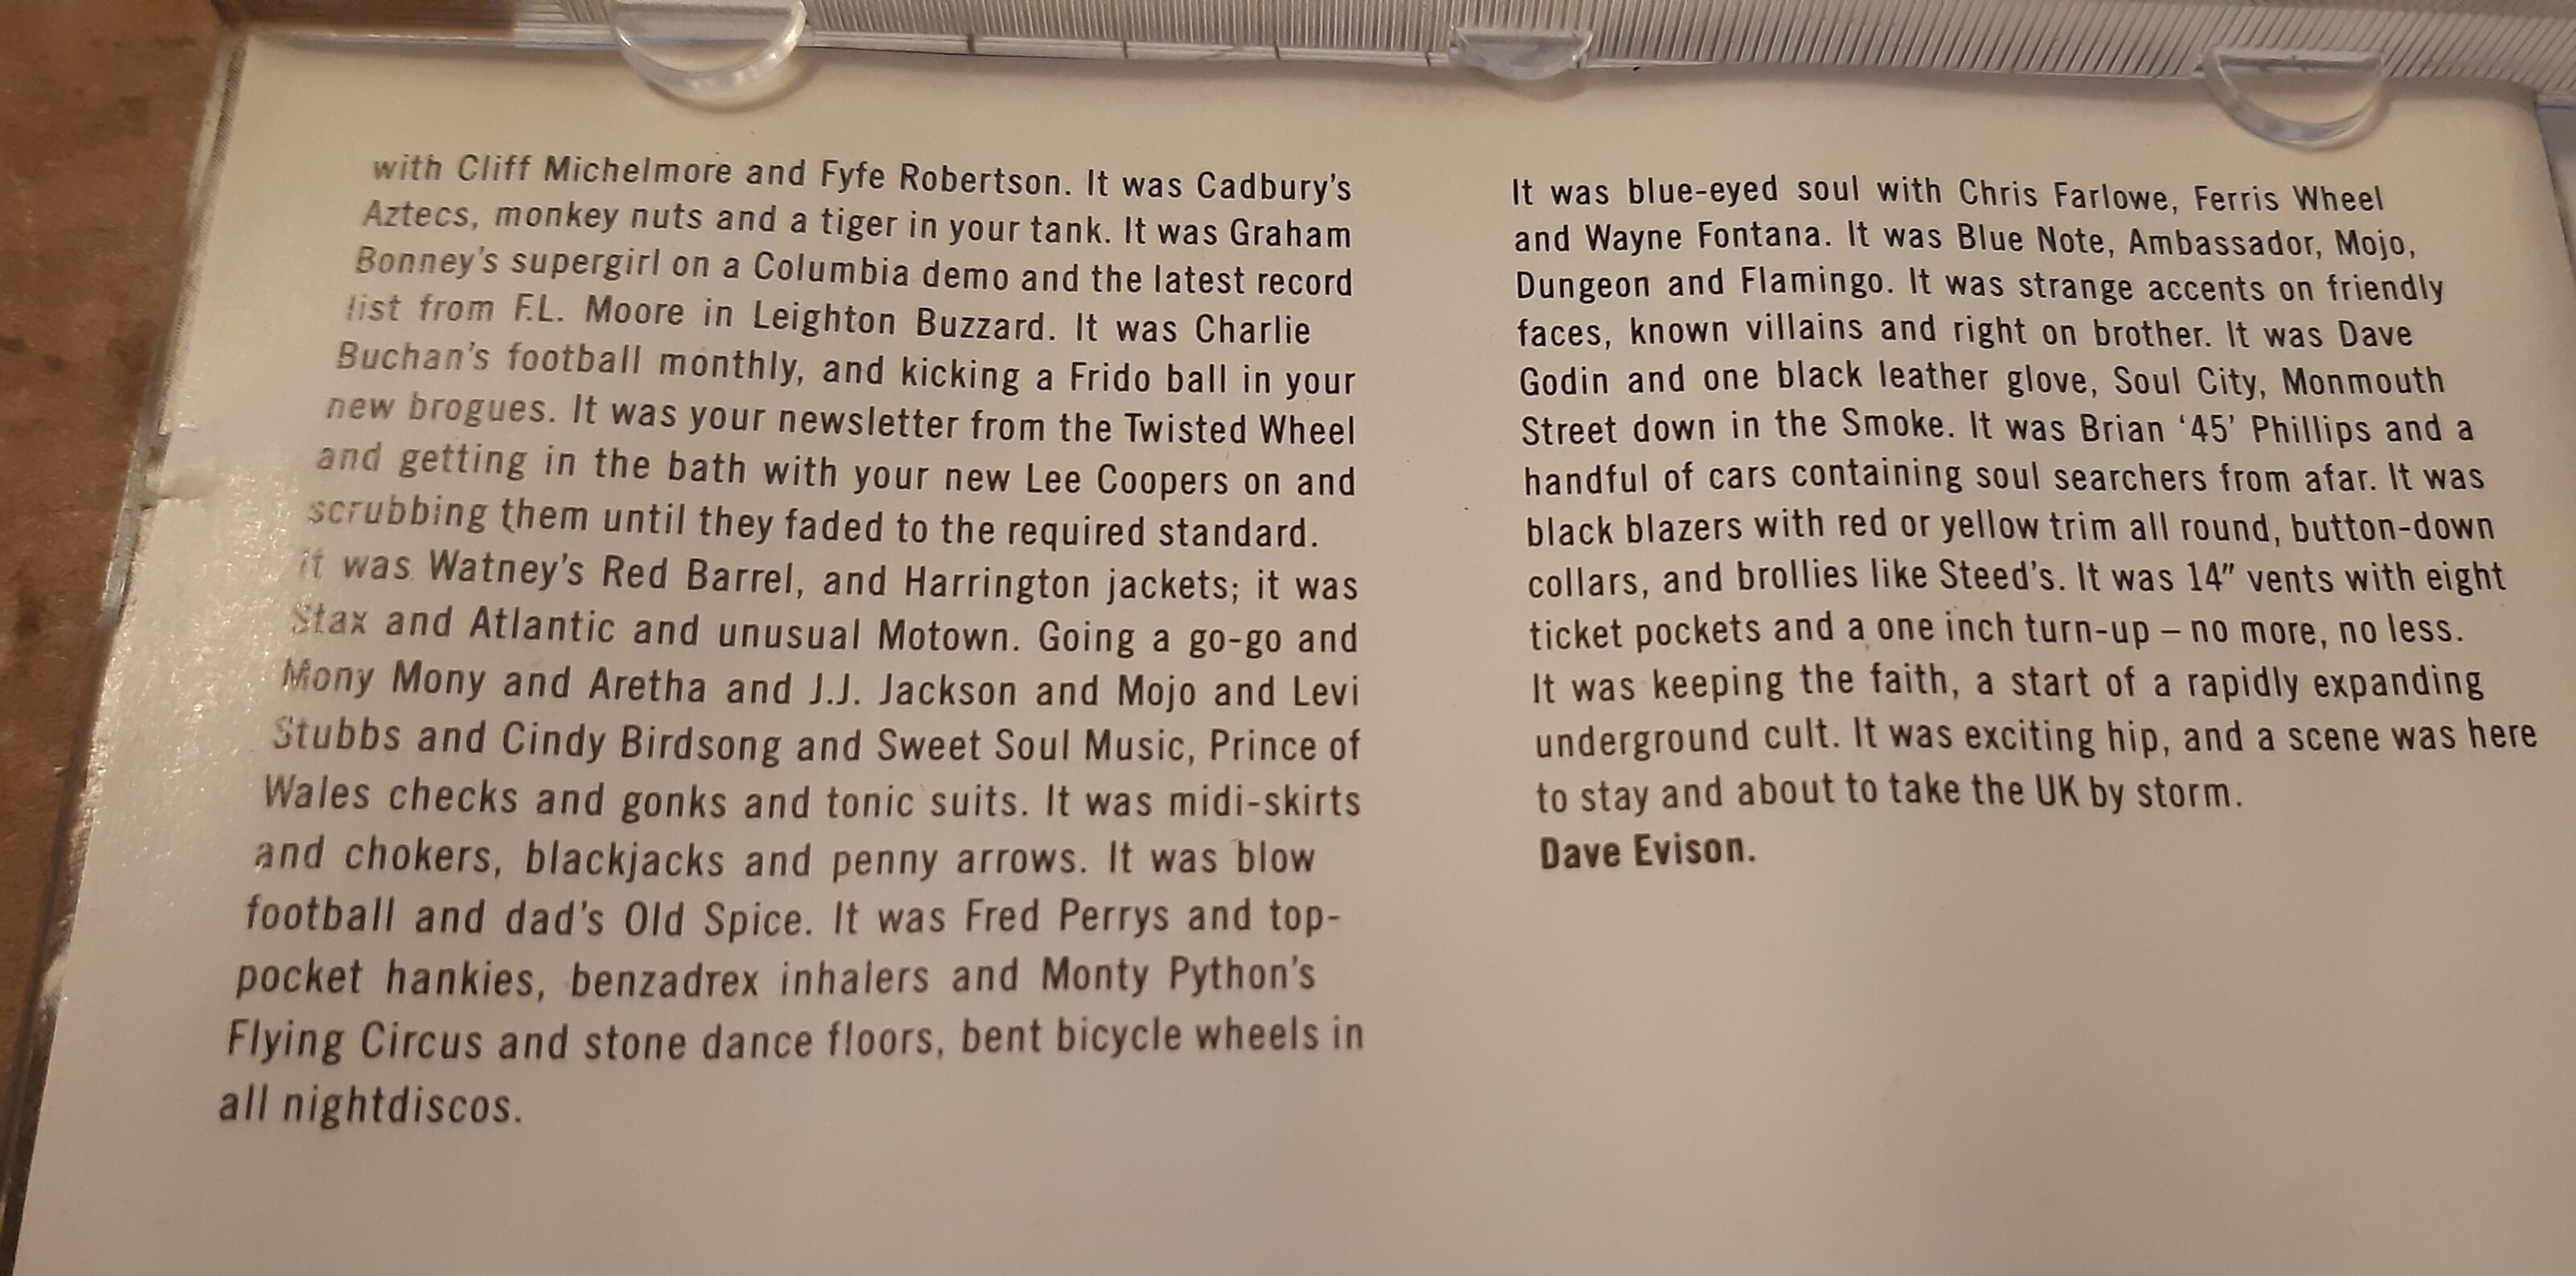 with Cliff Michelmore and Fyfe Robertson. It was Cadbury's
Aztecs, monkey nuts and a tiger in your tank. It was Graham
Bonney's supergirl on a Columbia demo and the latest record
list from F.L. Moore in Leighton Buzzard. It was Charlie
Buchan's football monthly, and kicking a Frido ball in your
new brogues. It was your newsletter from the Twisted Wheel
and getting in the bath with your new Lee Coopers on and
scrubbing them until they faded to the required standard.
It was Watney's Red Barrel, and Harrington jackets; it was
Stax and Atlantic and unusual Motown. Going a go-go and
Mony Mony and Aretha and J.J. Jackson and Mojo and Levi
Stubbs and Cindy Birdsong and Sweet Soul Music, Prince of
Wales checks and gonks and tonic suits. It was midi-skirts
and chokers, blackjacks and penny arrows. It was blow
football and dad's Old Spice. It was Fred Perrys and top-
pocket hankies, benzadrex inhalers and Monty Python's
Flying Circus and stone dance floors, bent bicycle wheels in
all nightdiscos.
It was blue-eyed soul with Chris Farlowe, Ferris Wheel
and Wayne Fontana. It was Blue Note, Ambassador, Mojo,
Dungeon and Flamingo. It was strange accents on friendly
faces, known villains and right on brother. It was Dave
Godin and one black leather glove, Soul City, Monmouth
Street down in the Smoke. It was Brian ‘45’ Phillips and a
handful of cars containing soul searchers from afar. It was
black blazers with red or yellow trim all round, button-down
collars, and brollies like Steed's. It was 14″ vents with eight
ticket pockets and a one inch turn-up – no more, no less.
It was keeping the faith, a start of a rapidly expanding
underground cult. It was exciting hip, and a scene was here
to stay and about to take the UK by storm.
Dave Evison.